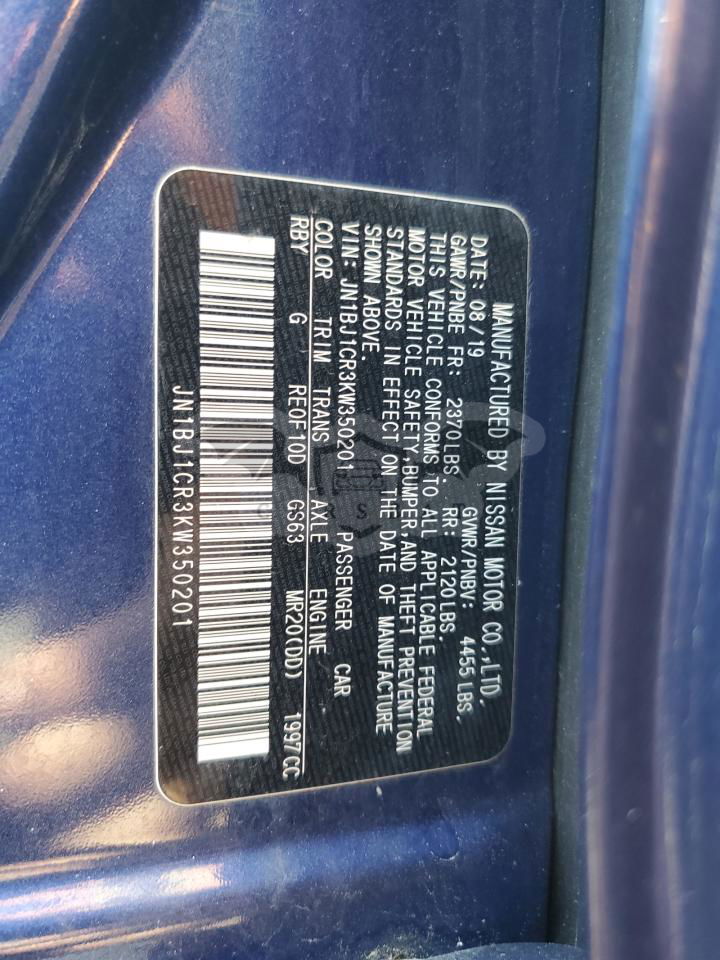 MANUFACTURED BY NISSAN MOTOR CO.,LTD.
DATE: 08/19 GVWR/PNBV: 4455LBS.
GAWR/PNBE FR: 2370LBS. RR: 2120LBS.
THIS VEHICLE CONFORMS TO ALL APPLICABLE FEDERAL
MOTOR VEHICLE SAFETY,BUMPER,AND THEFT PREVENTION
STANDARDS IN EFFECT ON THE DATE OF MANUFACTURE
SHOWN ABOVE.
VIN: JN1BJ1CR3KW350201 PASSENGER CAR
COLOR TRIM TRANS AXLE ENGINE
RBY G RE0F10D GS63 MR20(DD) 1997CC
JN1BJ1CR3KW350201